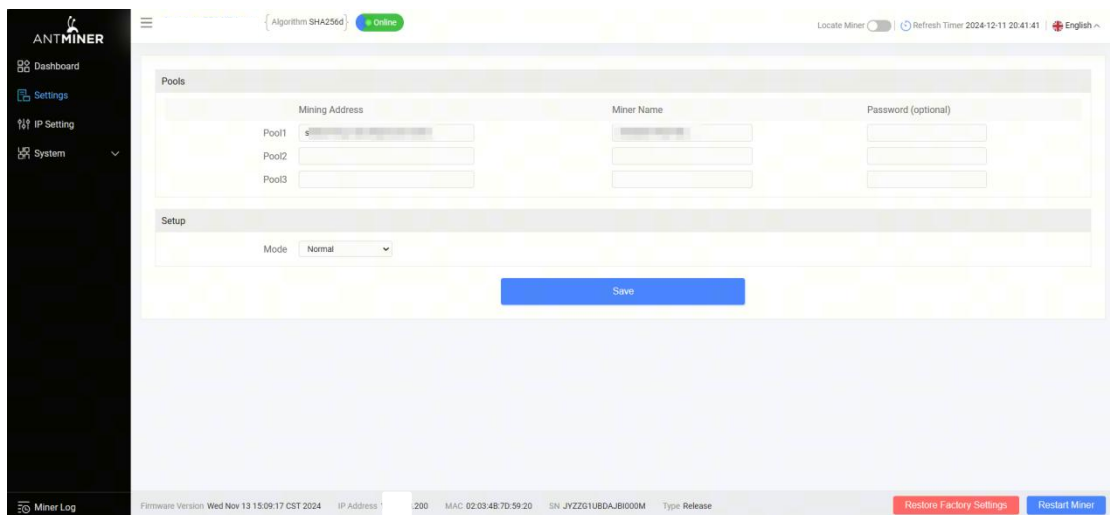 ANTMINER
{ Algorithm SHA256d } Online
Locate Miner Refresh Timer 2024-12-11 20:41:41 English
Dashboard
Settings
IP Setting
System
Pools
Mining Address Miner Name Password (optional)
Pool1 s
Pool2
Pool3
Setup
Mode Normal
Save
Miner Log
Firmware Version Wed Nov 13 15:09:17 CST 2024 IP Address .200 MAC 02:03:4B:7D:59:20 SN JYZZG1UBDAJBI000M Type Release
Restore Factory Settings Restart Miner